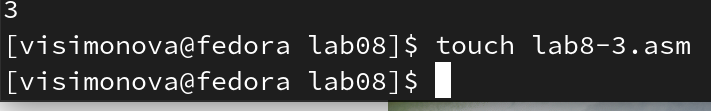 3
[visimonova@fedora lab08]$ touch lab8-3.asm
[visimonova@fedora lab08]$